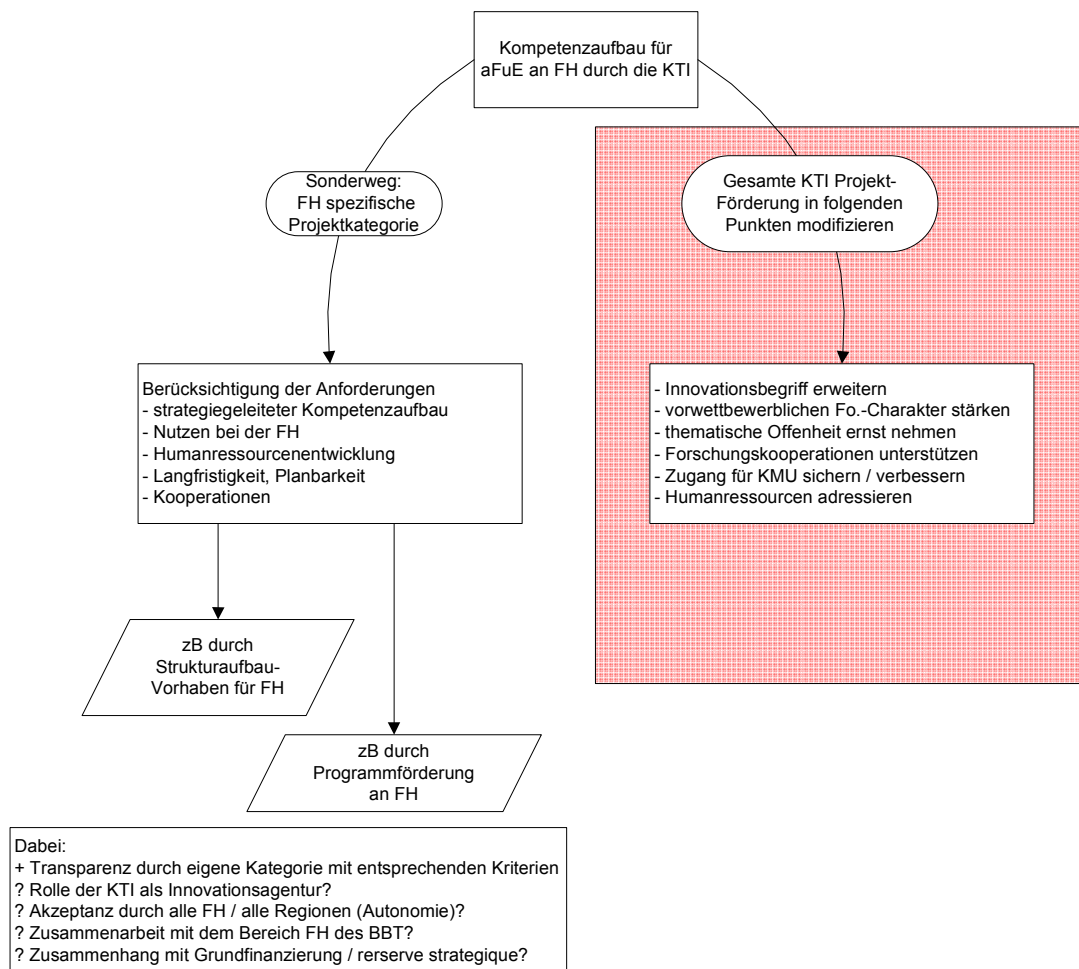 Kompetenzaufbau für
aFuE an FH durch die KTI
Sonderweg:
FH spezifische
Projektkategorie
Gesamte KTI Projekt-
Förderung in folgenden
Punkten modifizieren
Berücksichtigung der Anforderungen
- strategiegeleiteter Kompetenzaufbau
- Nutzen bei der FH
- Humanressourcenentwicklung
- Langfristigkeit, Planbarkeit
- Kooperationen
- Innovationsbegriff erweitern
- vorwettbewerblichen Fo.-Charakter stärken
- thematische Offenheit ernst nehmen
- Forschungskooperationen unterstützen
- Zugang für KMU sichern / verbessern
- Humanressourcen adressieren
zB durch
Strukturaufbau-
Vorhaben für FH
zB durch
Programmförderung
an FH
Dabei:
+ Transparenz durch eigene Kategorie mit entsprechenden Kriterien
? Rolle der KTI als Innovationsagentur?
? Akzeptanz durch alle FH / alle Regionen (Autonomie)?
? Zusammenarbeit mit dem Bereich FH des BBT?
? Zusammenhang mit Grundfinanzierung / rerserve strategique?